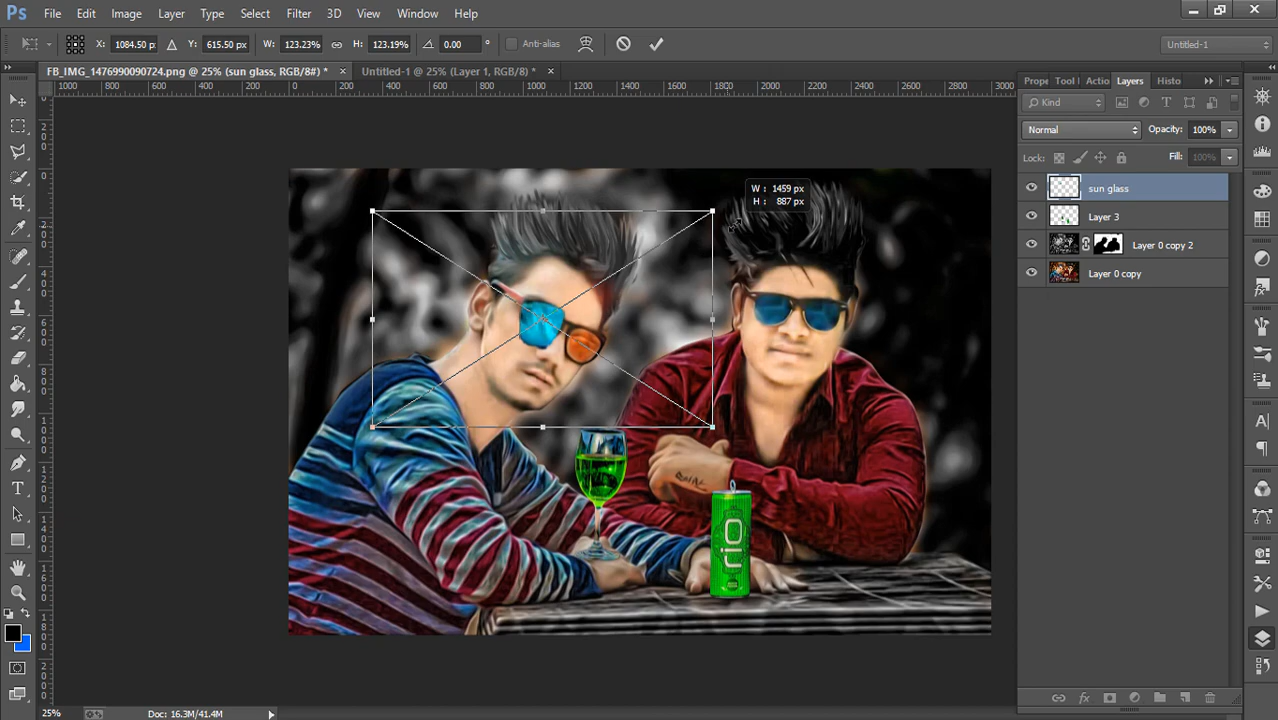 Ps File Edit Image Layer Type Select Filter 3D View Window Help
X: 1084.50 px Y: 615.50 px W: 123.23% H: 123.19% 0.00 ° Anti-alias Untitled-1
FB_IMG_1476990090724.png @ 25% (sun glass, RGB/8#) * × Untitled-1 @ 25% (Layer 1, RGB/8) * ×
1000 800 600 400 200 0 200 400 600 800 1000 1200 1400 1600 1800 2000 2200 2400 2600 2800 3000
Prope Tool Actio Layers Histo
Kind
Normal Opacity: 100%
Lock: Fill: 100%
W : 1459 px
H : 887 px
sun glass
Layer 3
Layer 0 copy 2
Layer 0 copy
rio
25% Doc: 16.3M/41.4M